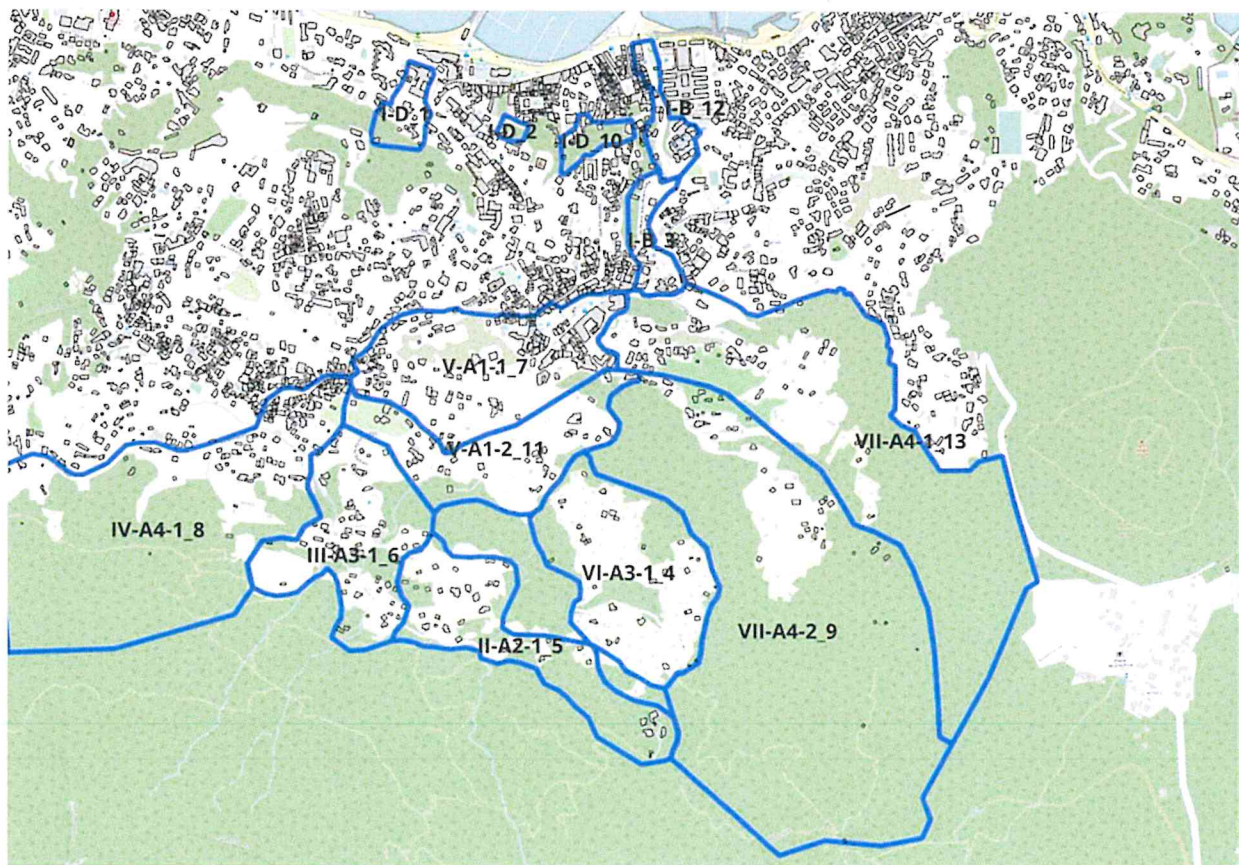 I-D_1
I-D_2
I-D_10
I-B_12
I-B_3
V-A1-1_7
V-A1-2_11
VII-A4-1_13
IV-A4-1_8
III-A3-1_6
VI-A3-1_4
II-A2-1_5
VII-A4-2_9